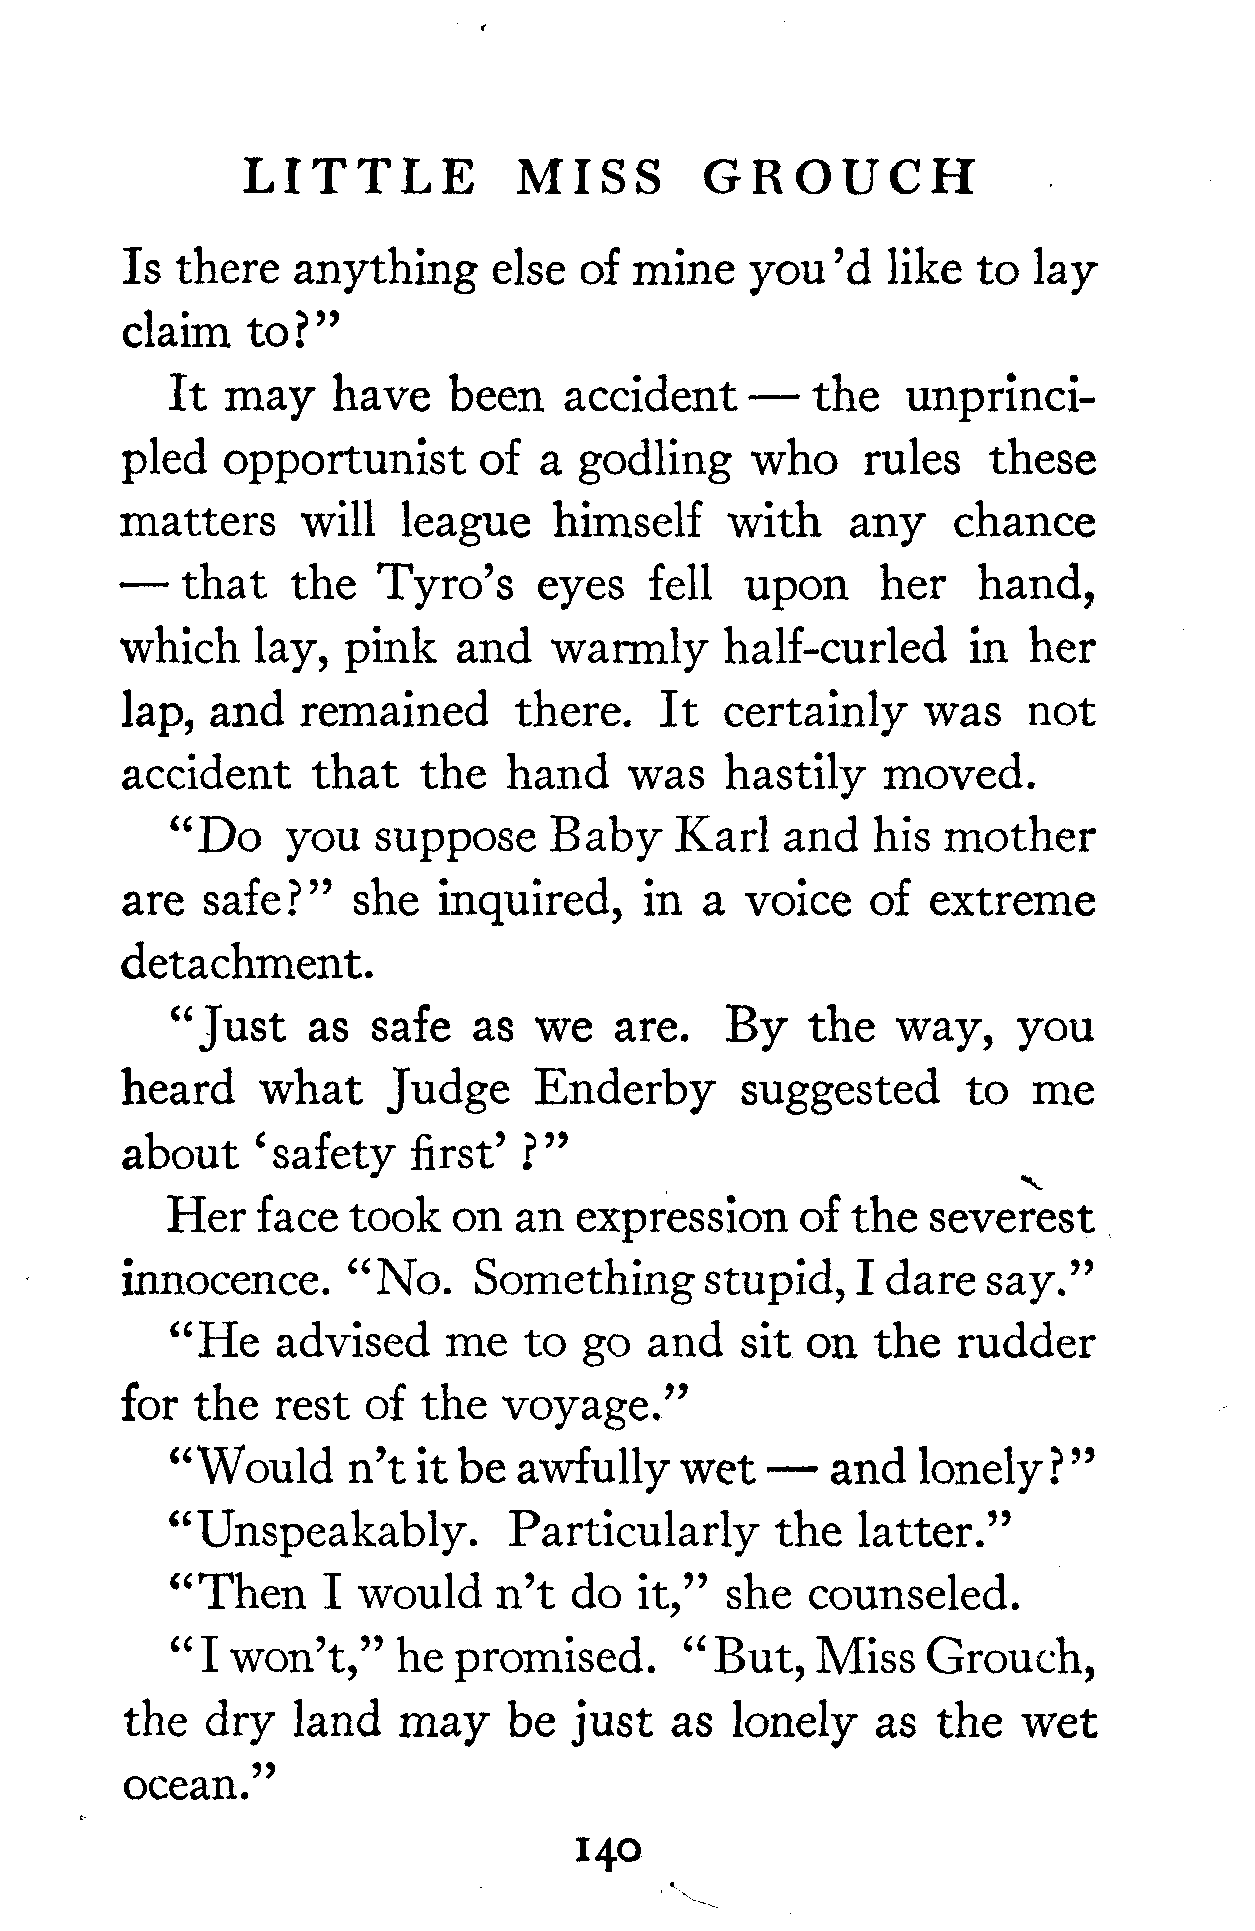 LITTLE MISS GROUCH
Is there anything else of mine you 'd like to lay
claim to?"
It may have been accident — the unprinci-
pled opportunist of a godling who rules these
matters will league himself with any chance
— that the Tyro's eyes fell upon her hand,
which lay, pink and warmly half-curled in her
lap, and remained there. It certainly was not
accident that the hand was hastily moved.
"Do you suppose Baby Karl and his mother
are safe?" she inquired, in a voice of extreme
detachment.
"Just as safe as we are. By the way, you
heard what Judge Enderby suggested to me
about 'safety first' ?"
Her face took on an expression of the severest
innocence. "No. Something stupid, I dare say."
"He advised me to go and sit on the rudder
for the rest of the voyage."
"Would n't it be awfully wet — and lonely?"
"Unspeakably. Particularly the latter."
"Then I would n't do it," she counseled.
"I won't," he promised. "But, Miss Grouch,
the dry land may be just as lonely as the wet
ocean."
140